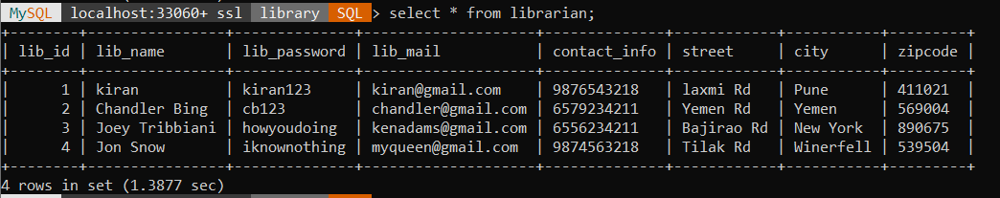 MySQL localhost:33060+ ssl library SQL > select * from librarian;
+--------+----------------+--------------+--------------------+--------------+------------+------------+---------+
| lib_id | lib_name | lib_password | lib_mail | contact_info | street | city | zipcode |
+--------+----------------+--------------+--------------------+--------------+------------+------------+---------+
| 1 | kiran | kiran123 | kiran@gmail.com | 9876543218 | laxmi Rd | Pune | 411021 |
| 2 | Chandler Bing | cb123 | chandler@gmail.com | 6579234211 | Yemen Rd | Yemen | 569004 |
| 3 | Joey Tribbiani | howyoudoing | kenadams@gmail.com | 6556234211 | Bajirao Rd | New York | 890675 |
| 4 | Jon Snow | iknownothing | myqueen@gmail.com | 9874563218 | Tilak Rd | Winerfell | 539504 |
+--------+----------------+--------------+--------------------+--------------+------------+------------+---------+
4 rows in set (1.3877 sec)